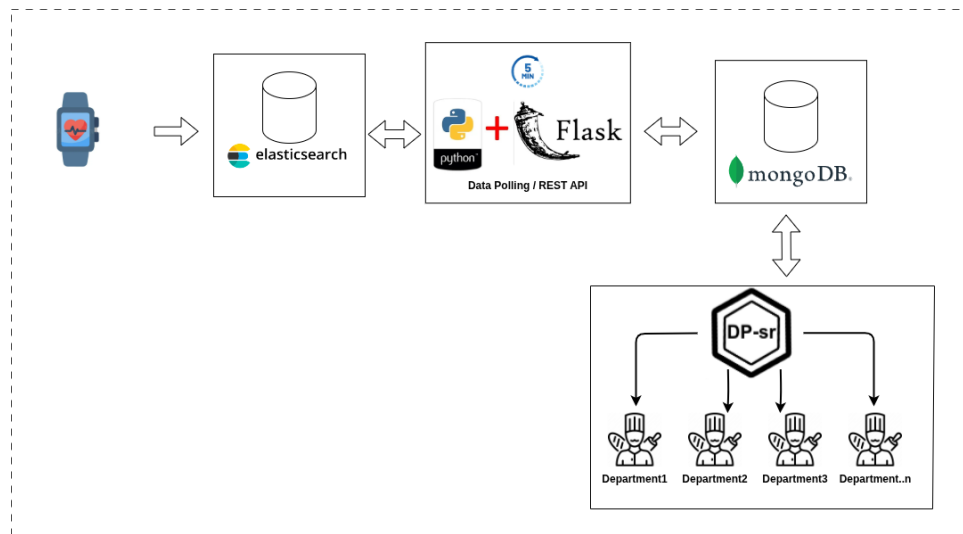 5
MIN
elasticsearch
python
Flask
Data Polling / REST API
mongoDB.
DP-sr
Department1 Department2 Department3 Department..n